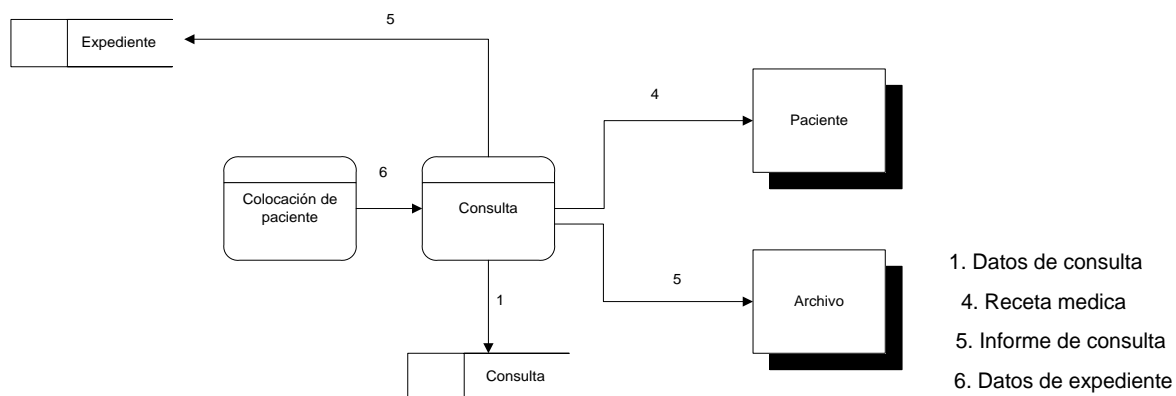 5
Expediente
4
Paciente
6
Colocación de
paciente
Consulta
1. Datos de consulta
5
Archivo
4. Receta medica
1
5. Informe de consulta
Consulta
6. Datos de expediente